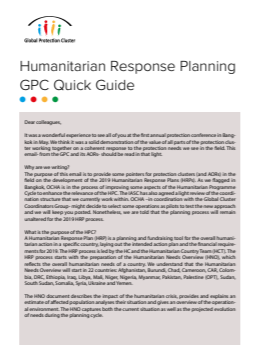 Global Protection Cluster
Humanitarian Response Planning
GPC Quick Guide
Dear colleagues,
It was a wonderful experience to see all of you at the first annual protection conference in Bang-
kok in May. We think it was a solid demonstration of the value of all parts of the protection clus-
ter working together on a coherent response to the protection needs we see in the field. This
email- from the GPC and its AORs- should be read in that light.
Why are we writing?
The purpose of this email is to provide some pointers for protection clusters (and AORs) in the
field on the development of the 2019 Humanitarian Response Plans (HRPs). As we flagged in
Bangkok, OCHA is in the process of improving some aspects of the Humanitarian Programme
Cycle to enhance the relevance of the HPC. The IASC has also agreed a light review of the coordi-
nation structure that we currently work within. OCHA -in coordination with the Global Cluster
Coordinators Group- might decide to select some operations as pilots to test the new approach
and we will keep you posted. Nonetheless, we are told that the planning process will remain
unaltered for the 2019 HRP process.
What is the purpose of the HPC?
A Humanitarian Response Plan (HRP) is a planning and fundraising tool for the overall humani-
tarian action in a specific country, laying out the intended action plan and the financial require-
ments for 2019. The HRP process is led by the HC and the Humanitarian Country Team (HCT). The
HRP process starts with the preparation of the Humanitarian Needs Overview (HNO), which
reflects the overall humanitarian needs of a country. We understand that the Humanitarian
Needs Overview will start in 22 countries: Afghanistan, Burundi, Chad, Cameroon, CAR, Colom-
bia, DRC, Ethiopia, Iraq, Libya, Mali, Niger, Nigeria, Myanmar, Pakistan, Palestine (OPT), Sudan,
South Sudan, Somalia, Syria, Ukraine and Yemen.
The HNO document describes the impact of the humanitarian crisis, provides and explains an
estimate of affected population analyses their situation and gives an overview of the operation-
al environment. The HNO captures both the current situation as well as the projected evolution
of needs during the planning cycle.